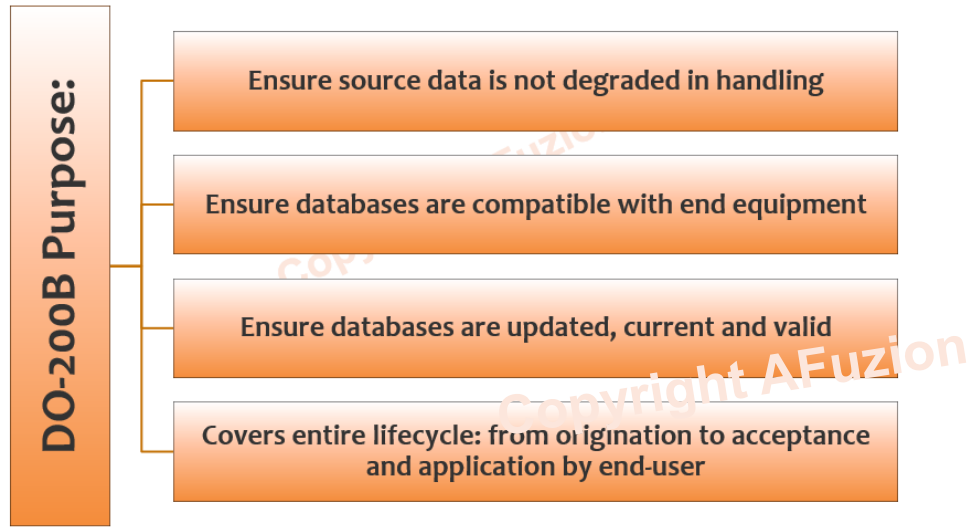 DO-200B Purpose:
Ensure source data is not degraded in handling
Ensure databases are compatible with end equipment
Ensure databases are updated, current and valid
Covers entire lifecycle: from origination to acceptance
and application by end-user
Copyright AFuzion